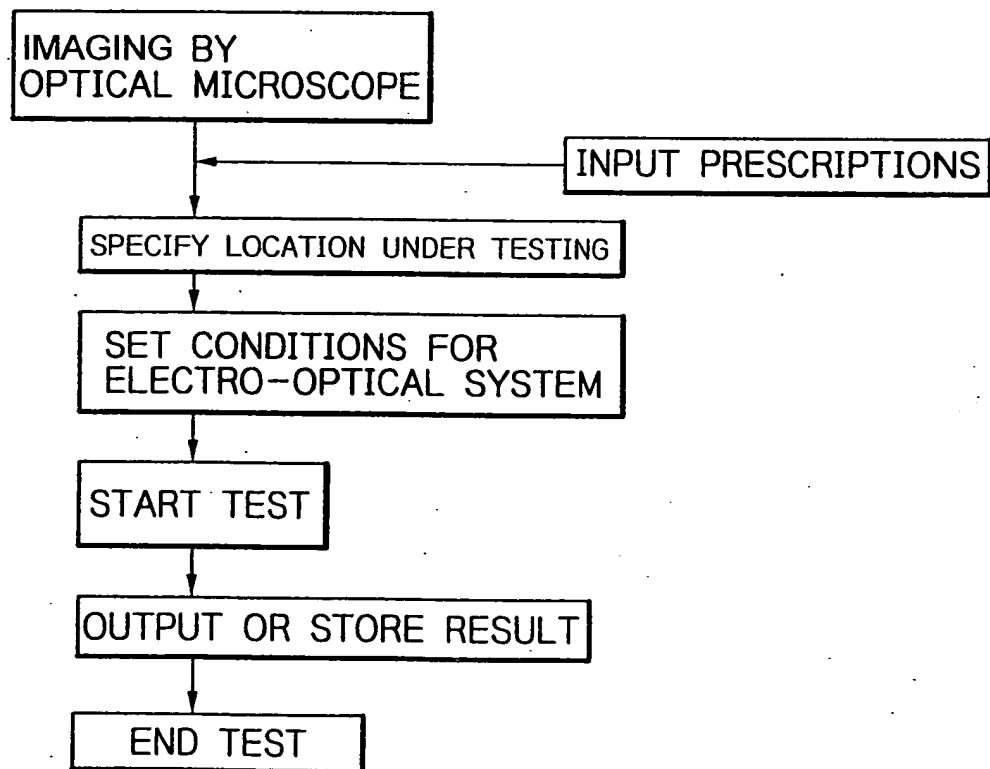 IMAGING BY
OPTICAL MICROSCOPE
INPUT PRESCRIPTIONS
SPECIFY LOCATION UNDER TESTING
SET CONDITIONS FOR
ELECTRO-OPTICAL SYSTEM
START TEST
OUTPUT OR STORE RESULT
END TEST